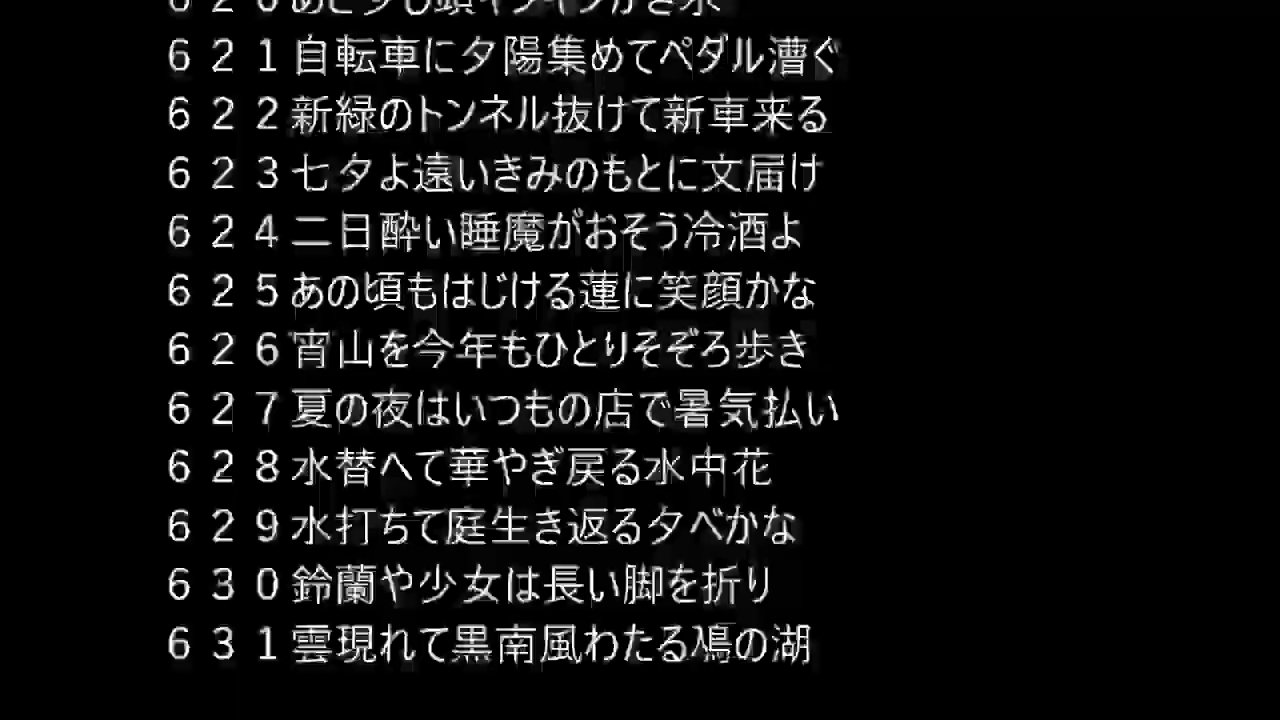 ６２１自転車に夕陽集めてペダル漕ぐ
６２２新緑のトンネル抜けて新車来る
６２３七夕よ遠いきみのもとに文届け
６２４二日酔い睡魔がおそう冷酒よ
６２５あの頃もはじける蓮に笑顔かな
６２６宵山を今年もひとりそぞろ歩き
６２７夏の夜はいつもの店で暑気払い
６２８水替へて華やぎ戻る水中花
６２９水打ちて庭生き返る夕べかな
６３０鈴蘭や少女は長い脚を折り
６３１雲現れて黒南風わたる鳰の湖